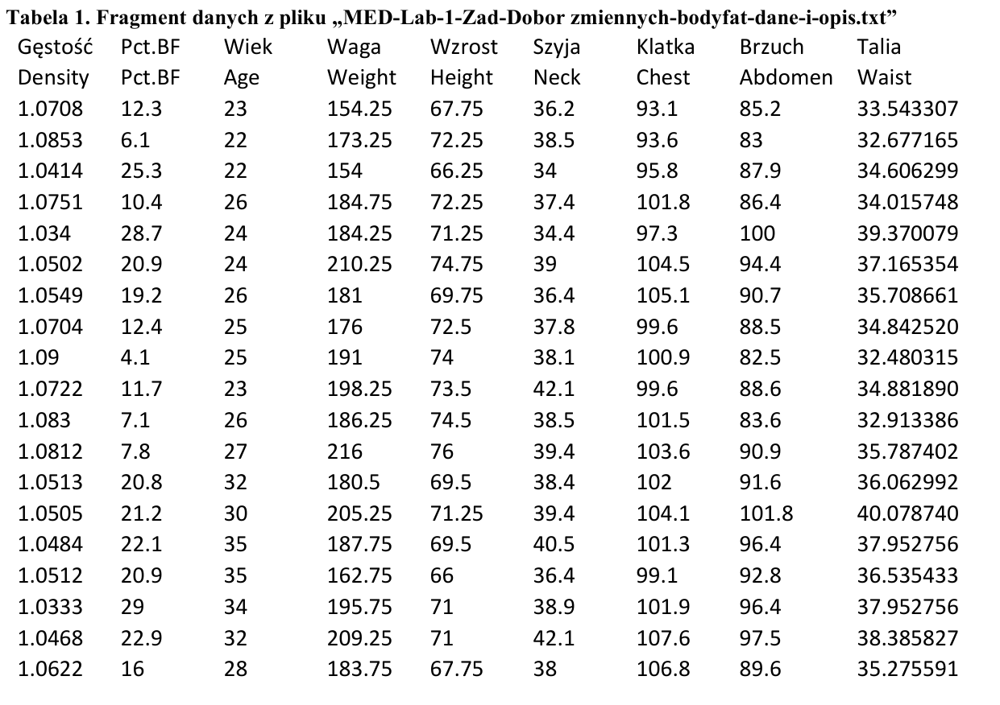 Tabela 1. Fragment danych z pliku „MED-Lab-1-Zad-Dobor zmiennych-bodyfat-dane-i-opis.txt”
Gęstość Pct.BF Wiek Waga Wzrost Szyja Klatka Brzuch Talia
Density Pct.BF Age Weight Height Neck Chest Abdomen Waist
1.0708 12.3 23 154.25 67.75 36.2 93.1 85.2 33.543307
1.0853 6.1 22 173.25 72.25 38.5 93.6 83 32.677165
1.0414 25.3 22 154 66.25 34 95.8 87.9 34.606299
1.0751 10.4 26 184.75 72.25 37.4 101.8 86.4 34.015748
1.034 28.7 24 184.25 71.25 34.4 97.3 100 39.370079
1.0502 20.9 24 210.25 74.75 39 104.5 94.4 37.165354
1.0549 19.2 26 181 69.75 36.4 105.1 90.7 35.708661
1.0704 12.4 25 176 72.5 37.8 99.6 88.5 34.842520
1.09 4.1 25 191 74 38.1 100.9 82.5 32.480315
1.0722 11.7 23 198.25 73.5 42.1 99.6 88.6 34.881890
1.083 7.1 26 186.25 74.5 38.5 101.5 83.6 32.913386
1.0812 7.8 27 216 76 39.4 103.6 90.9 35.787402
1.0513 20.8 32 180.5 69.5 38.4 102 91.6 36.062992
1.0505 21.2 30 205.25 71.25 39.4 104.1 101.8 40.078740
1.0484 22.1 35 187.75 69.5 40.5 101.3 96.4 37.952756
1.0512 20.9 35 162.75 66 36.4 99.1 92.8 36.535433
1.0333 29 34 195.75 71 38.9 101.9 96.4 37.952756
1.0468 22.9 32 209.25 71 42.1 107.6 97.5 38.385827
1.0622 16 28 183.75 67.75 38 106.8 89.6 35.275591